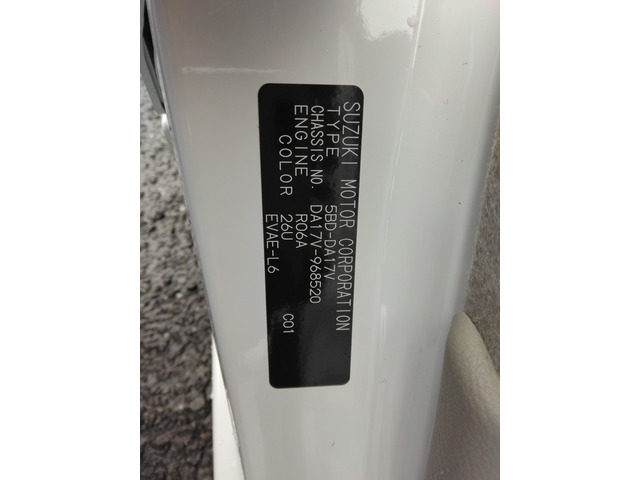 SUZUKI MOTOR CORPORATION
TYPE 5BD-DA17V
CHASSIS NO. DA17V-968520
ENGINE R06A
COLOR 26U C01
EVAE-L6